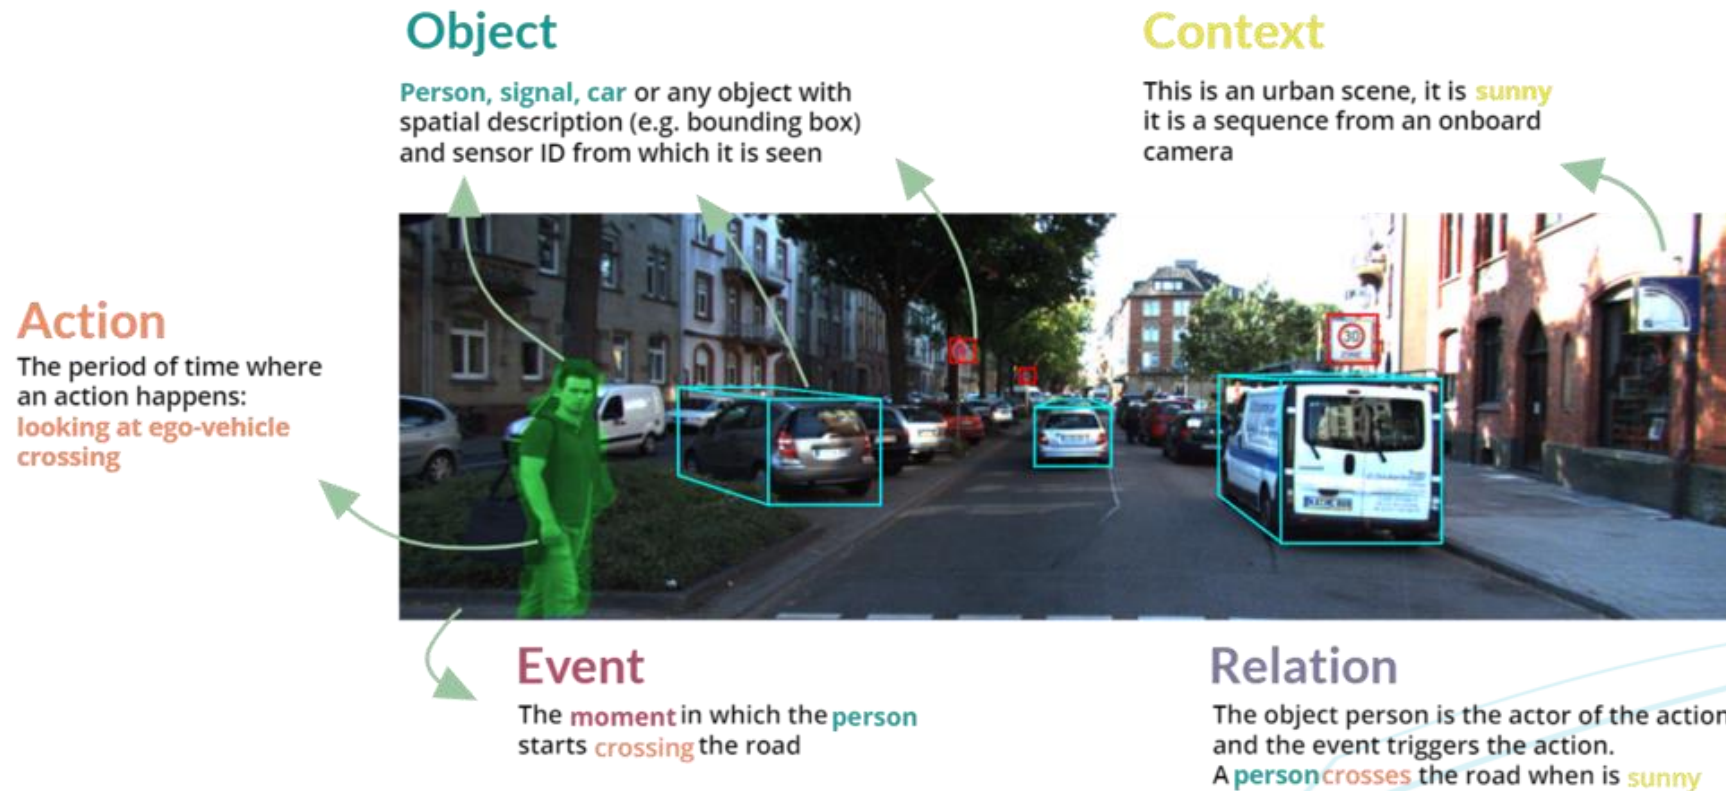 Object
Person, signal, car or any object with
spatial description (e.g. bounding box)
and sensor ID from which it is seen
Context
This is an urban scene, it is sunny
it is a sequence from an onboard
camera
Action
The period of time where
an action happens:
looking at ego-vehicle
crossing
30
ZONE
Event
The moment in which the person
starts crossing the road
Relation
The object person is the actor of the action
and the event triggers the action.
A person crosses the road when is sunny